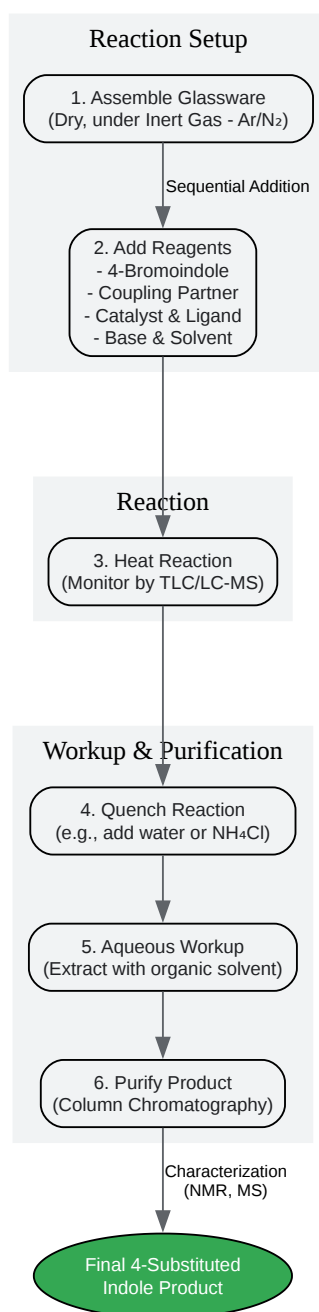 Reaction Setup
1. Assemble Glassware
(Dry, under Inert Gas - Ar/N₂)
Sequential Addition
2. Add Reagents
- 4-Bromoindole
- Coupling Partner
- Catalyst & Ligand
- Base & Solvent
Reaction
3. Heat Reaction
(Monitor by TLC/LC-MS)
Workup & Purification
4. Quench Reaction
(e.g., add water or NH₄Cl)
5. Aqueous Workup
(Extract with organic solvent)
6. Purify Product
(Column Chromatography)
Characterization
(NMR, MS)
Final 4-Substituted
Indole Product